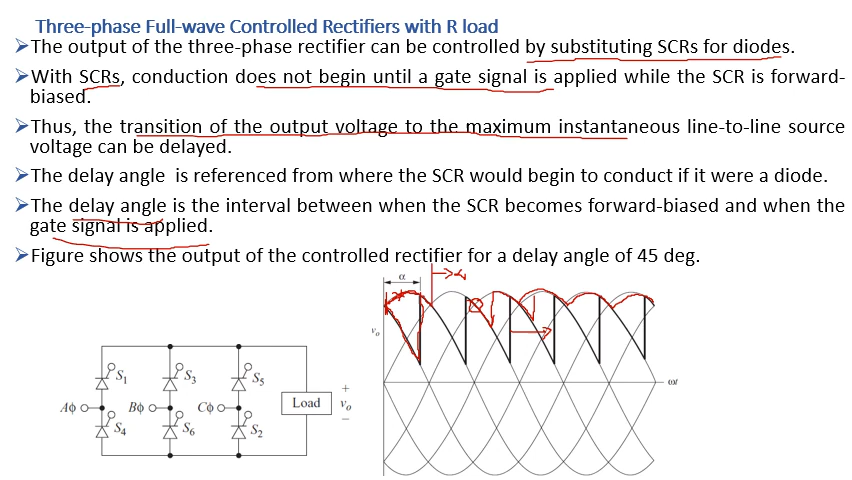 Three-phase Full-wave Controlled Rectifiers with R load
➤The output of the three-phase rectifier can be controlled by substituting SCRs for diodes.
➤With SCRs, conduction does not begin until a gate signal is applied while the SCR is forward-
biased.
➤Thus, the transition of the output voltage to the maximum instantaneous line-to-line source
voltage can be delayed.
➤The delay angle is referenced from where the SCR would begin to conduct if it were a diode.
➤The delay angle is the interval between when the SCR becomes forward-biased and when the
gate signal is applied.
➤Figure shows the output of the controlled rectifier for a delay angle of 45 deg.
α
v₀
ωt
S₁ S₃ S₅
Aϕ Bϕ Cϕ Load + v₀ −
S₄ S₆ S₂